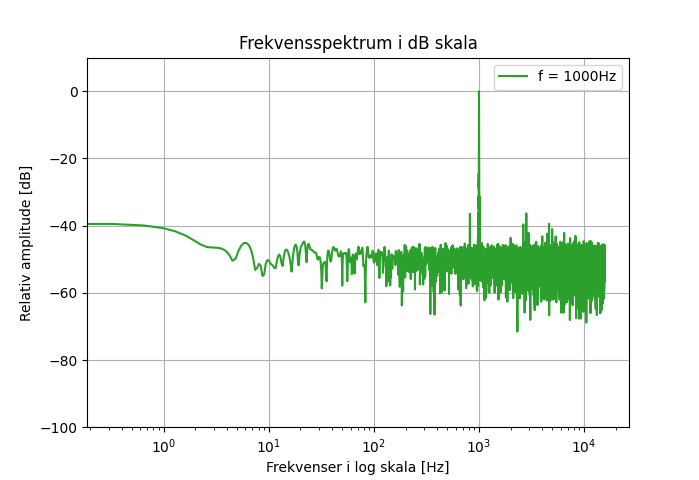 Frekvensspektrum i dB skala
f = 1000Hz
Relativ amplitude [dB]
0
−20
−40
−60
−80
−100
10⁰ 10¹ 10² 10³ 10⁴
Frekvenser i log skala [Hz]